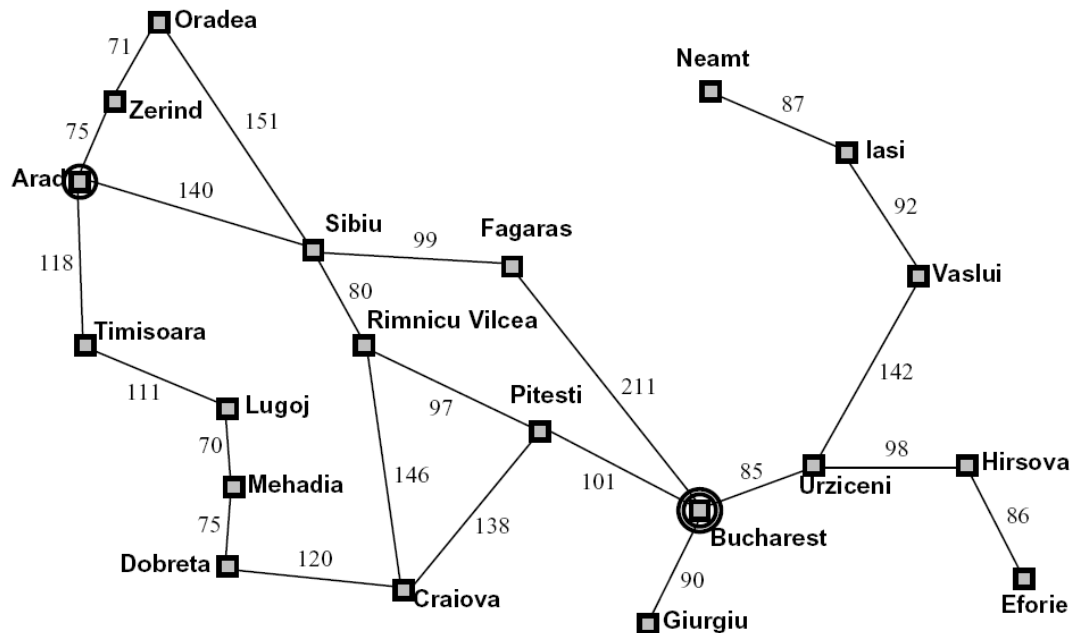 Oradea
71
Neamt
87
Zerind
75
151
Iasi
Arad
140
92
Sibiu
Fagaras
99
118
Vaslui
80
Timisoara
Rimnicu Vilcea
111
Lugoj
97
Pitesti
211
142
70
98
Hirsova
146
101
85
Urziceni
Mehadia
75
138
86
Bucharest
Dobreta
120
90
Craiova
Giurgiu
Eforie